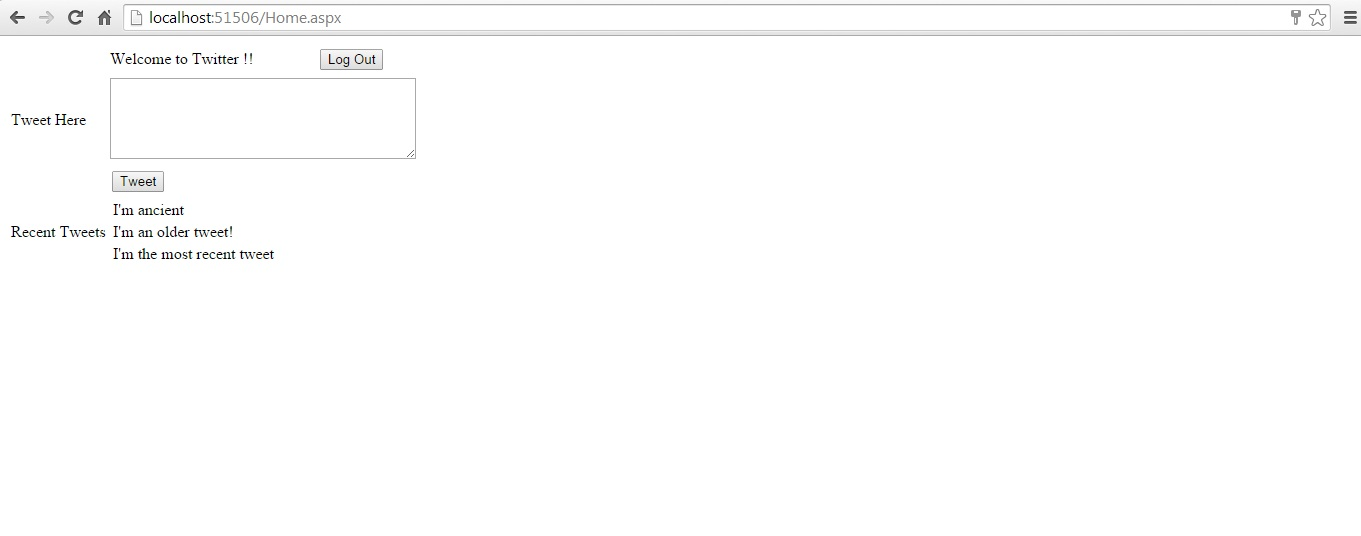 localhost:51506/Home.aspx
Welcome to Twitter !! Log Out
Tweet Here
Tweet
I'm ancient
Recent Tweets I'm an older tweet!
I'm the most recent tweet